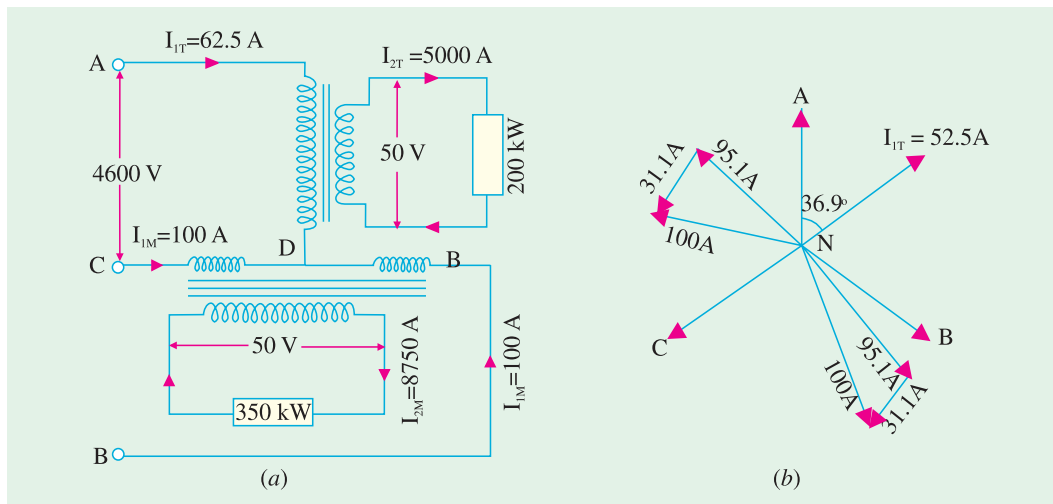 I1T=62.5 A
A
I2T =5000 A
4600 V
50 V
200 kW
I1M=100 A
D
C
B
50 V
I2M=8750 A
I1M=100 A
350 kW
B
(a)
A
I1T = 52.5A
95.1A
31.1A
36.9o
100A
N
C
B
95.1A
100A
31.1A
(b)